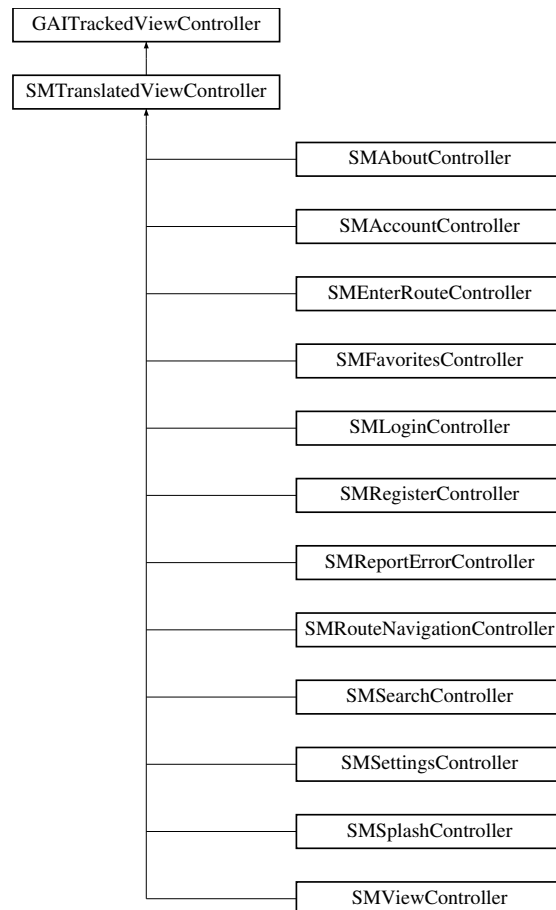 GAITrackedViewController
SMTranslatedViewController
SMAboutController
SMAccountController
SMEnterRouteController
SMFavoritesController
SMLoginController
SMRegisterController
SMReportErrorController
SMRouteNavigationController
SMSearchController
SMSettingsController
SMSplashController
SMViewController